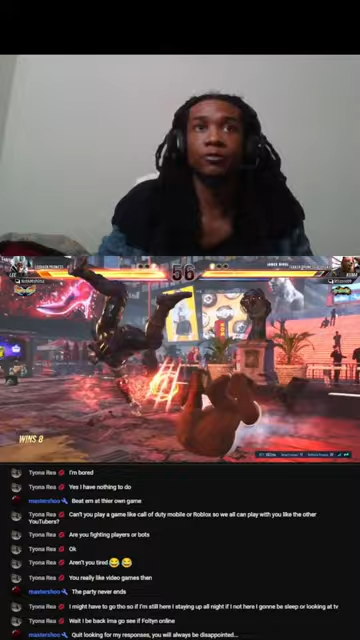 56
LEE
WINS 8
Tyona Rea I'm bored
Tyona Rea Yes I have nothing to do
mastershoo Beat em at thier own game
Tyona Rea Can't you play a game like call of duty mobile or Roblox so we all can play with you like the other
YouTubers?
Tyona Rea Are you fighting players or bots
Tyona Rea Ok
Tyona Rea Aren't you tired😂😂
Tyona Rea You really like video games then
mastershoo The party never ends
Tyona Rea I might have to go tho so if I'm still here I staying up all night if I not here I gonne be sleep or looking at tv
Tyona Rea Wait I be back ima go see if Foityn online
mastershoo Quit looking for my responses, you will always be disappointed...